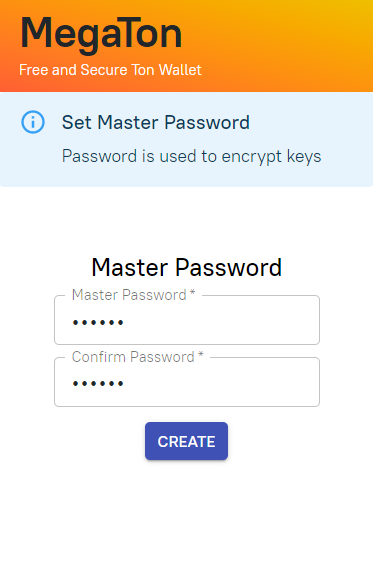 MegaTon
Free and Secure Ton Wallet
Set Master Password
Password is used to encrypt keys
Master Password
Master Password *
••••••
Confirm Password *
••••••
CREATE